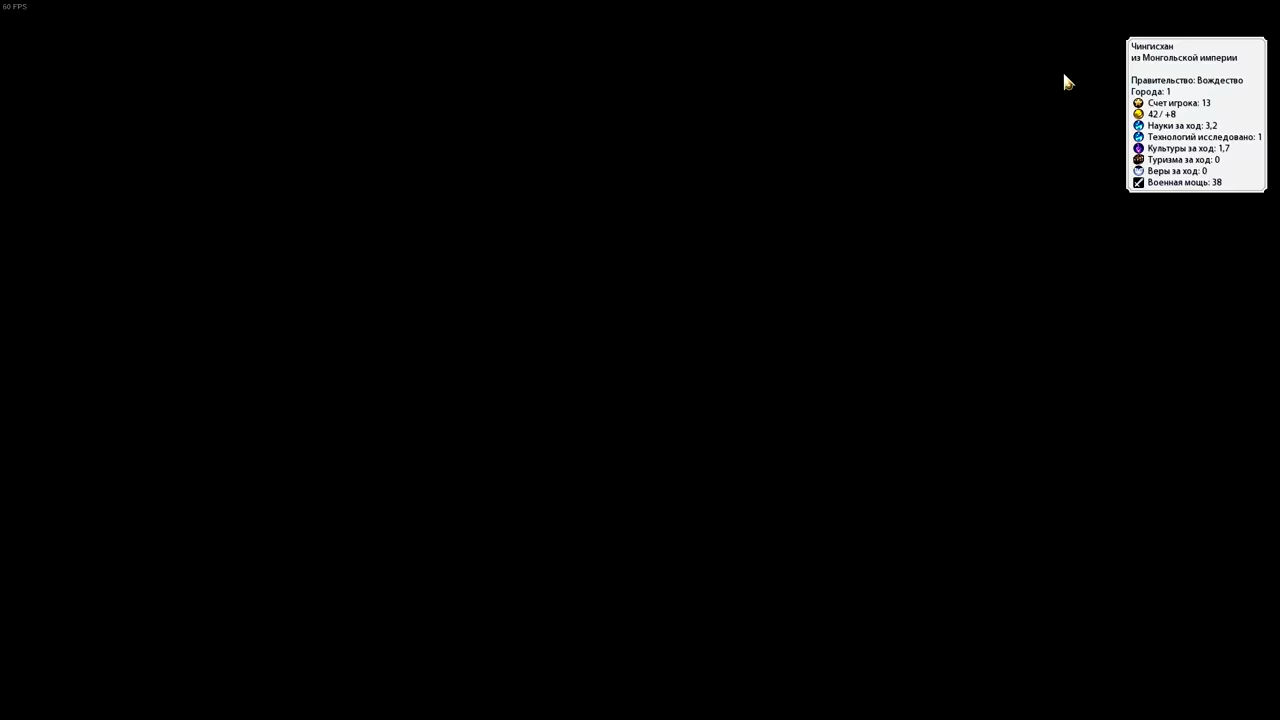 60 FPS
Чингисхан
из Монгольской империи
Правительство: Вождество
Города: 1
Счет игрока: 13
42 / +8
Науки за ход: 3,2
Технологий исследовано: 1
Культуры за ход: 1,7
Туризма за ход: 0
Веры за ход: 0
Военная мощь: 38